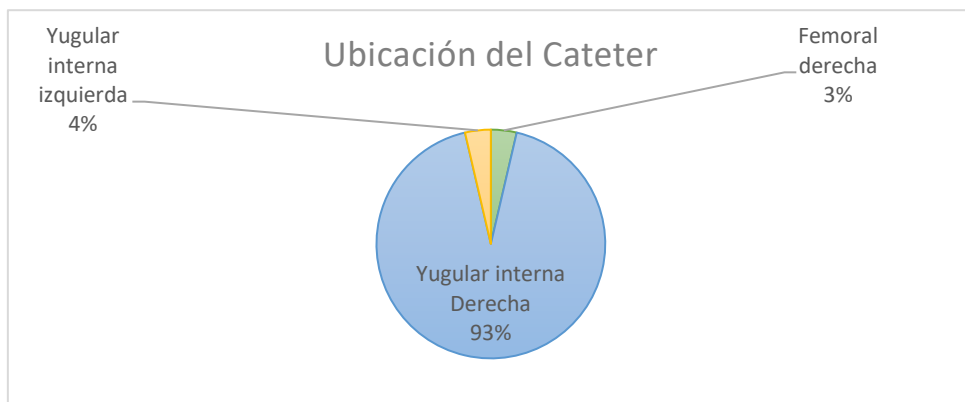 Ubicación del Cateter
Yugular
interna
izquierda
4%
Femoral
derecha
3%
Yugular interna
Derecha
93%